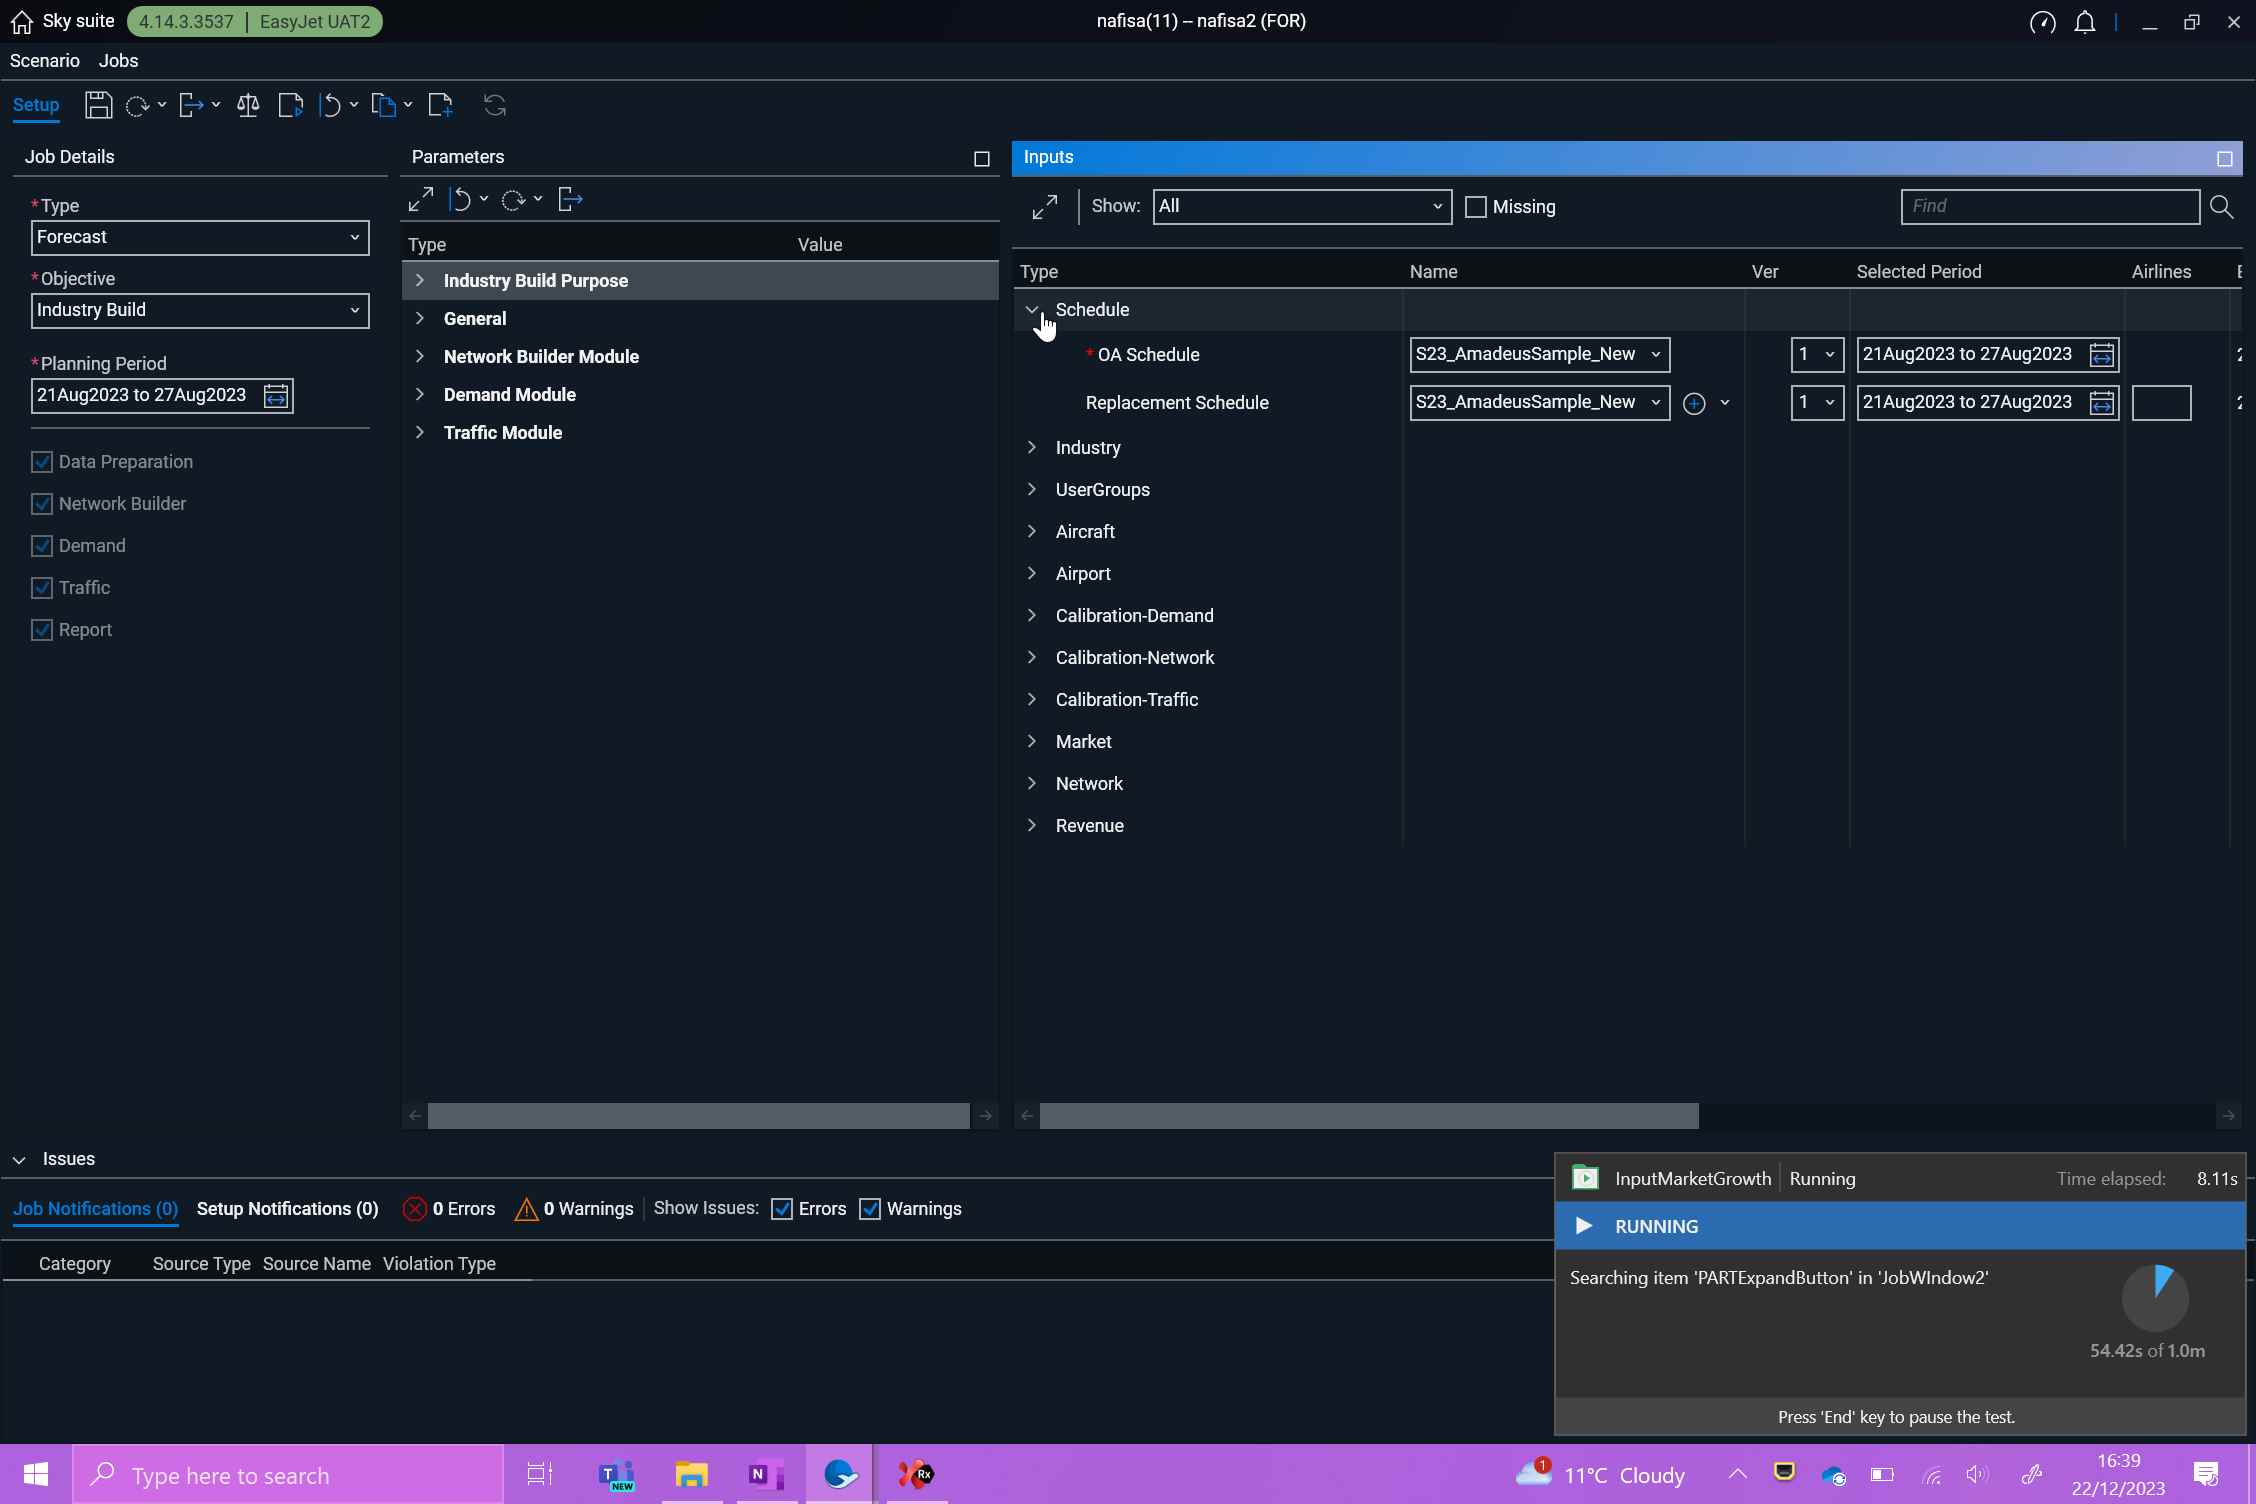 Sky suite 4.14.3.3537 | EasyJet UAT2 nafisa(11) – nafisa2 (FOR)
Scenario Jobs
Setup
Job Details
*Type
Forecast
*Objective
Industry Build
*Planning Period
21Aug2023 to 27Aug2023
Data Preparation
Network Builder
Demand
Traffic
Report
Parameters
Type Value
Industry Build Purpose
General
Network Builder Module
Demand Module
Traffic Module
Inputs
Show: All Missing Find
Type Name Ver Selected Period Airlines
Schedule
* OA Schedule S23_AmadeusSample_New 1 21Aug2023 to 27Aug2023
Replacement Schedule S23_AmadeusSample_New 1 21Aug2023 to 27Aug2023
Industry
UserGroups
Aircraft
Airport
Calibration-Demand
Calibration-Network
Calibration-Traffic
Market
Network
Revenue
Issues
Job Notifications (0) Setup Notifications (0) 0 Errors 0 Warnings Show Issues: Errors Warnings
Category Source Type Source Name Violation Type
InputMarketGrowth | Running Time elapsed: 8.11s
RUNNING
Searching item 'PARTExpandButton' in 'JobWIndow2'
54.42s of 1.0m
Press 'End' key to pause the test.
Type here to search
T NEW
N
Rx
1
11°C Cloudy
16:39
22/12/2023